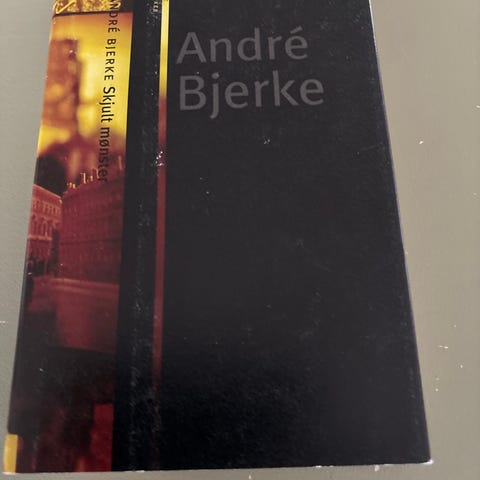 André
Bjerke
DRÉ BJERKE Skjult mønster